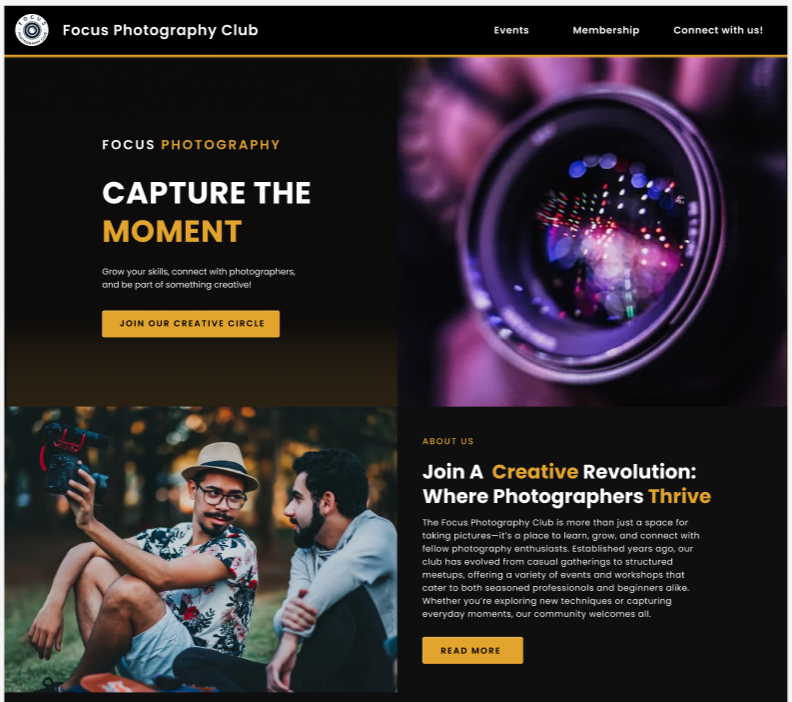 FOCUS
PHOTOGRAPHY CLUB
Focus Photography Club
Events
Membership
Connect with us!
FOCUS PHOTOGRAPHY
CAPTURE THE
MOMENT
Grow your skills, connect with photographers,
and be part of something creative!
JOIN OUR CREATIVE CIRCLE
ABOUT US
Join A Creative Revolution:
Where Photographers Thrive
The Focus Photography Club is more than just a space for
taking pictures—it's a place to learn, grow, and connect with
fellow photography enthusiasts. Established years ago, our
club has evolved from casual gatherings to structured
meetups, offering a variety of events and workshops that
cater to both seasoned professionals and beginners alike.
Whether you're exploring new techniques or capturing
everyday moments, our community welcomes all.
READ MORE